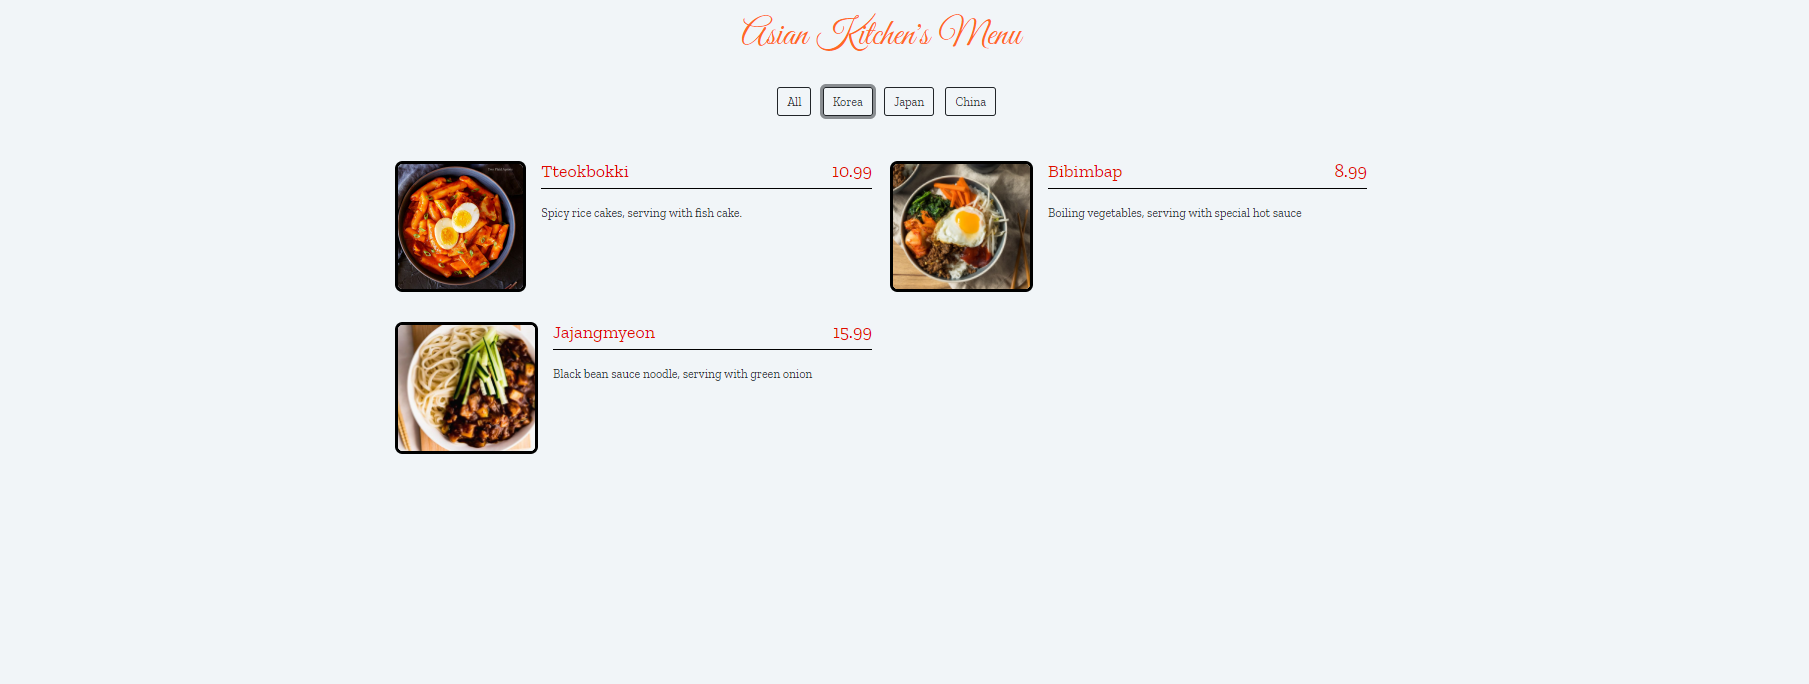 Asian Kitchen's Menu
All Korea Japan China
Tteokbokki 10.99
Spicy rice cakes, serving with fish cake.
Bibimbap 8.99
Boiling vegetables, serving with special hot sauce
Jajangmyeon 15.99
Black bean sauce noodle, serving with green onion